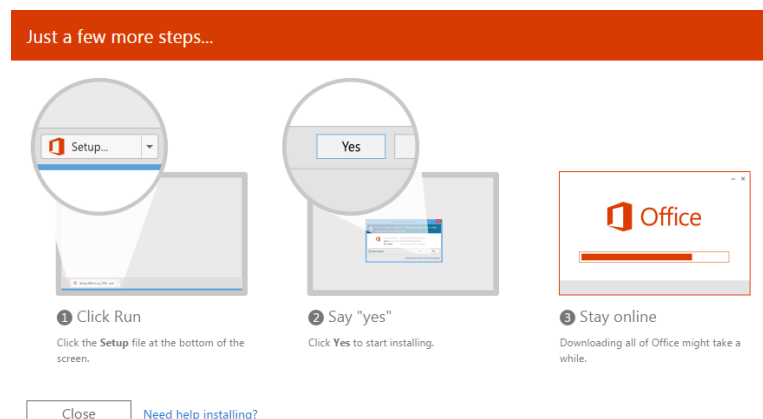 Just a few more steps...
Setup...
Yes
Office
1 Click Run
Click the Setup file at the bottom of the
screen.
2 Say "yes"
Click Yes to start installing.
3 Stay online
Downloading all of Office might take a
while.
Close
Need help installing?